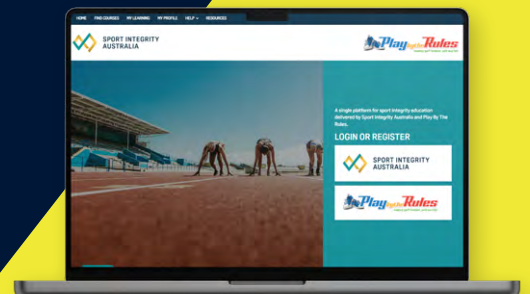 HOME FIND COURSES MY LEARNING MY PROFILE HELP RESOURCES
SPORT INTEGRITY
AUSTRALIA
Play by the Rules
A single platform for sport integrity education
delivered by Sport Integrity Australia and Play By The
Rules.
LOGIN OR REGISTER
SPORT INTEGRITY
AUSTRALIA
Play by the Rules